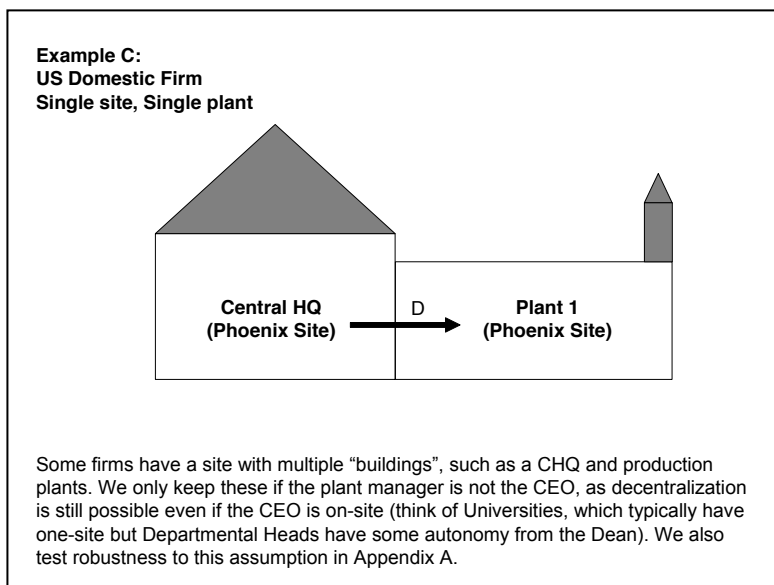 Example C:
US Domestic Firm
Single site, Single plant
Central HQ
(Phoenix Site)
D
Plant 1
(Phoenix Site)
Some firms have a site with multiple “buildings”, such as a CHQ and production
plants. We only keep these if the plant manager is not the CEO, as decentralization
is still possible even if the CEO is on-site (think of Universities, which typically have
one-site but Departmental Heads have some autonomy from the Dean). We also
test robustness to this assumption in Appendix A.